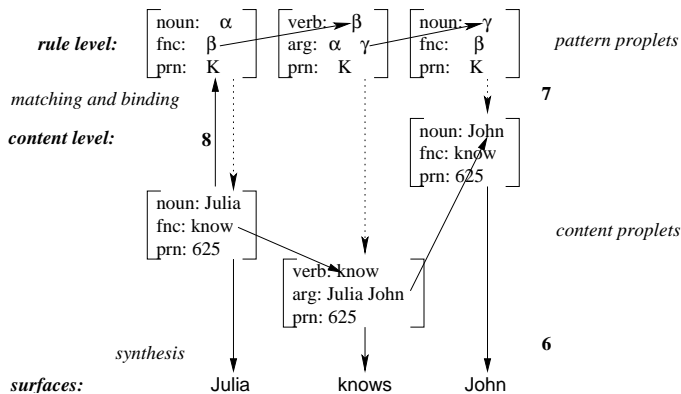 noun: α verb: β noun: γ
rule level: fnc: β arg: α γ fnc: β pattern proplets
prn: K prn: K prn: K
matching and binding 7
content level: 8 noun: John
fnc: know
prn: 625
noun: Julia
fnc: know content proplets
prn: 625
verb: know
arg: Julia John
prn: 625
synthesis 6
surfaces: Julia knows John